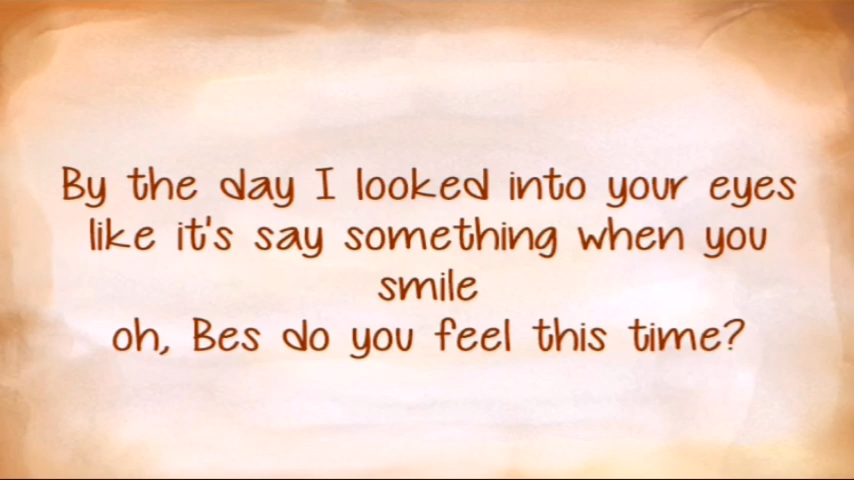 By the day I looked into your eyes
like it's say something when you
smile
oh, Bes do you feel this time?